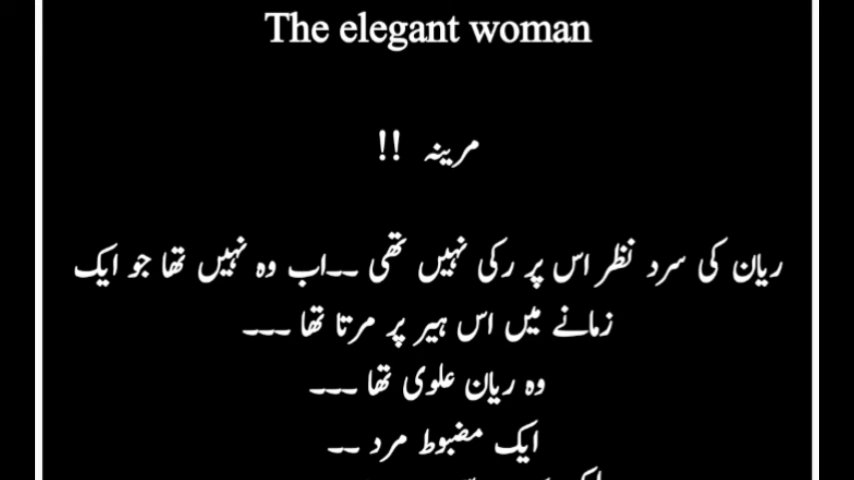 The elegant woman
مرینہ !!
ریان کی سرد نظر اس پر رکی نہیں تھی ۔۔اب وہ نہیں تھا جو ایک
زمانے میں اس ہیر پر مرتا تھا ۔۔۔
وہ ریان علوی تھا ۔۔۔
ایک مضبوط مرد ۔۔